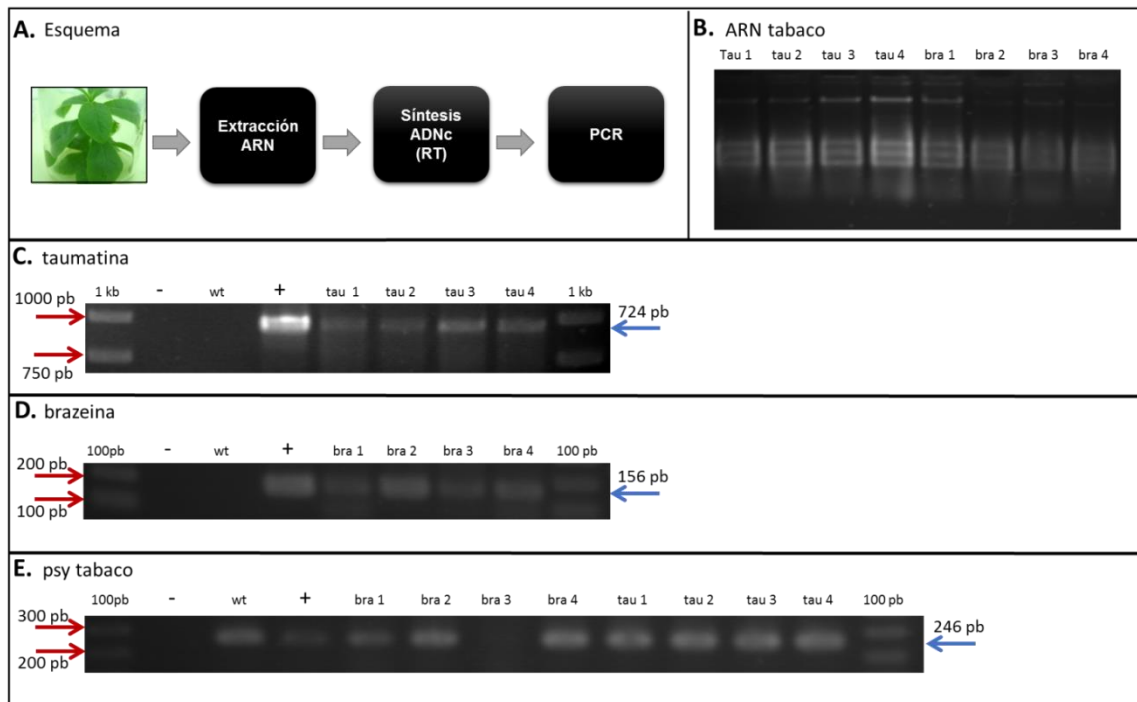 A. Esquema
Extracción
ARN
Síntesis
ADNc
(RT)
PCR
B. ARN tabaco
Tau 1 tau 2 tau 3 tau 4 bra 1 bra 2 bra 3 bra 4
C. taumatina
1 kb - wt + tau 1 tau 2 tau 3 tau 4 1 kb
1000 pb
724 pb
750 pb
D. brazeina
100pb - wt + bra 1 bra 2 bra 3 bra 4 100 pb
200 pb
156 pb
100 pb
E. psy tabaco
100pb - wt + bra 1 bra 2 bra 3 bra 4 tau 1 tau 2 tau 3 tau 4 100 pb
300 pb
246 pb
200 pb